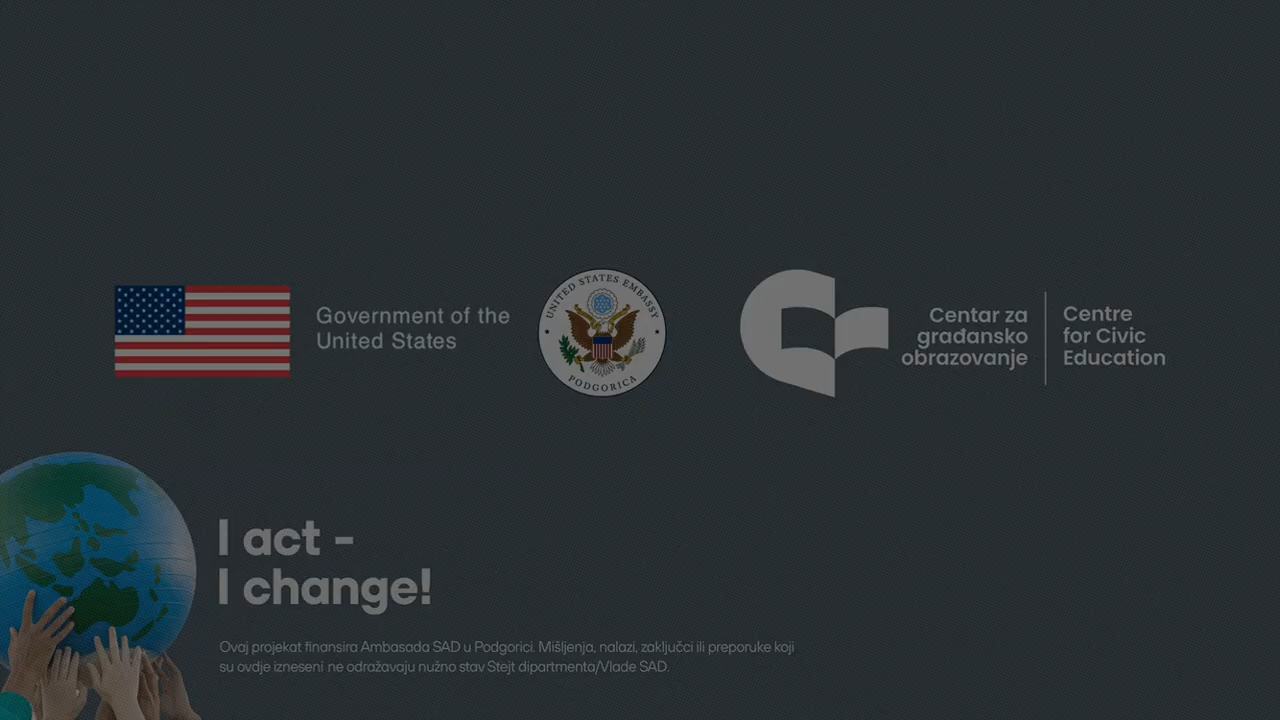 Government of the
United States
UNITED STATES EMBASSY
PODGORICA
Centar za
građansko
obrazovanje
Centre
for Civic
Education
I act -
I change!
Ovaj projekat finansira Ambasada SAD u Podgorici. Mišljenja, nalazi, zaključci ili preporuke koji
su ovdje izneseni ne odražavaju nužno stav Stejt dipartmenta/Vlade SAD.